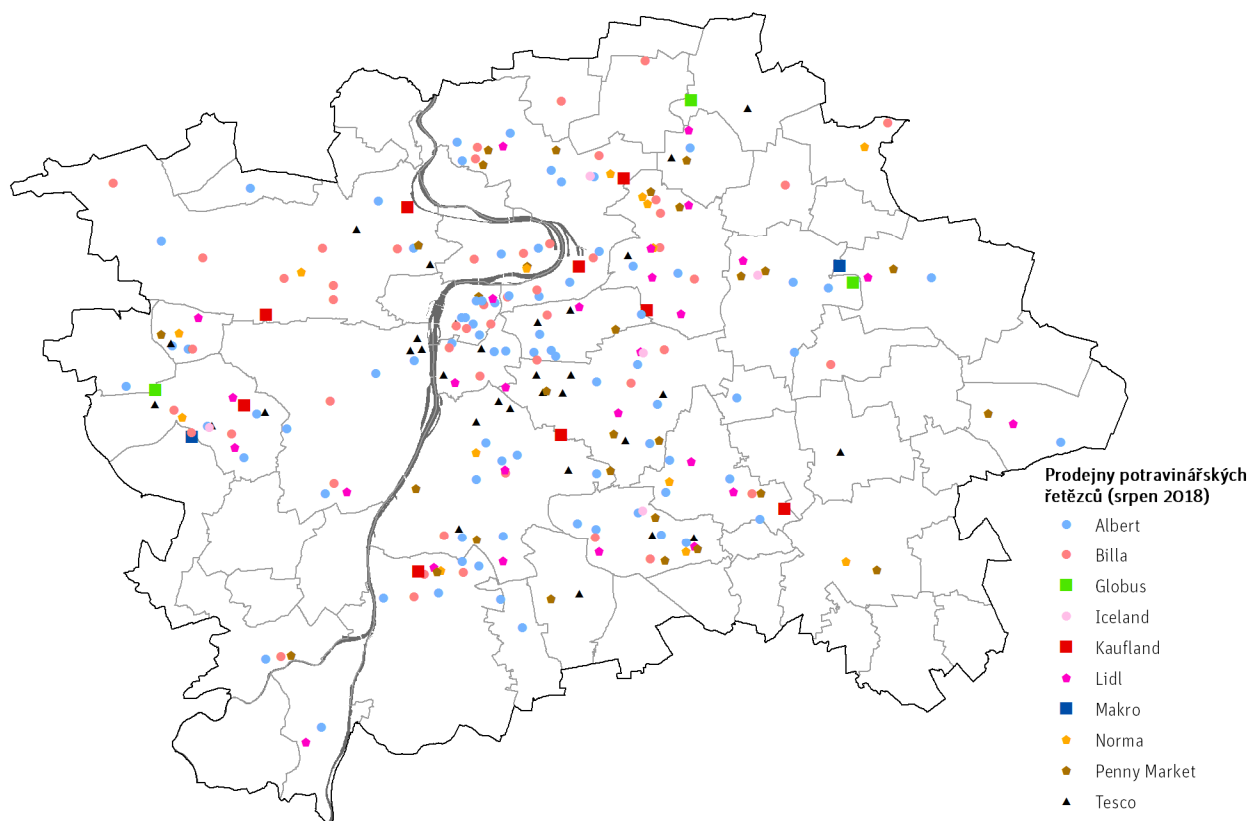 Prodejny potravinářských
řetězců (srpen 2018)
Albert
Billa
Globus
Iceland
Kaufland
Lidl
Makro
Norma
Penny Market
Tesco